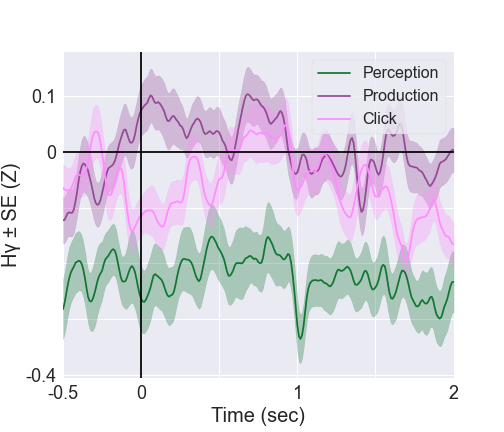 Perception
Production
Click
0.1
0
-0.4
Hγ ± SE (Z)
-0.5
0
1
2
Time (sec)